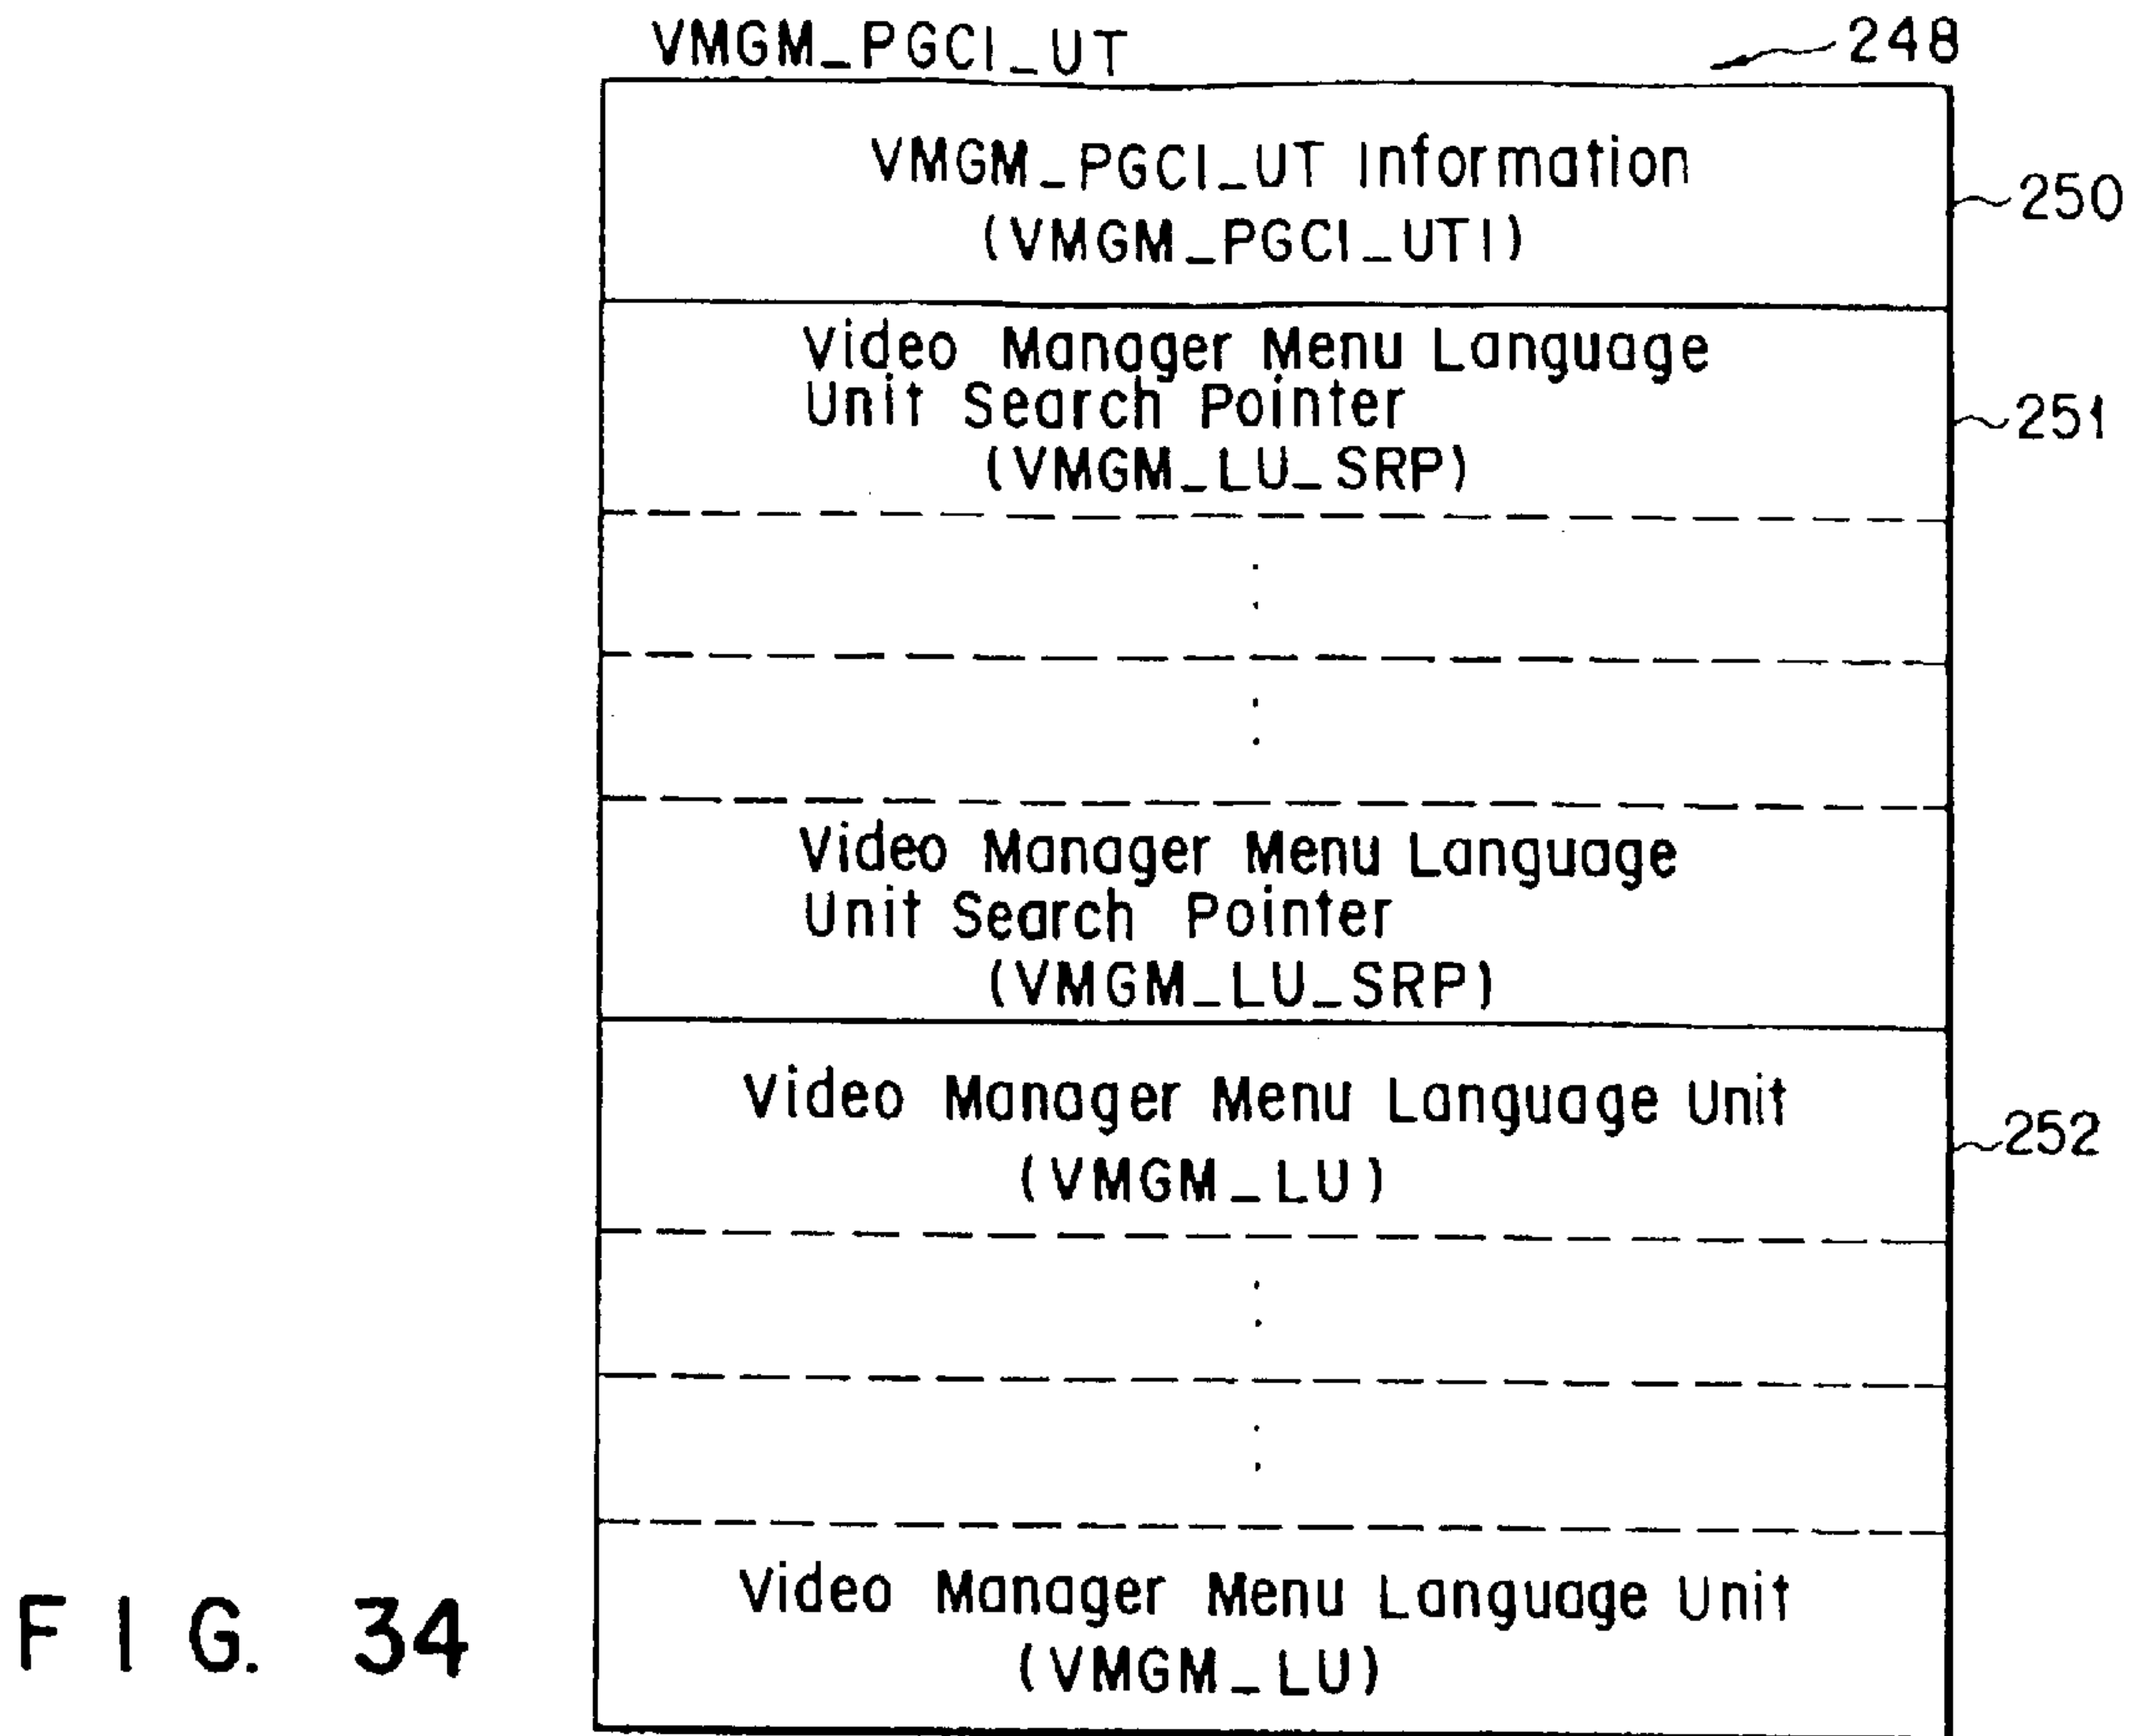 VMGM_PGCI_UT
248
VMGM_PGCI_UT Information
(VMGM_PGCI_UTI)
250
Video Manager Menu Language
Unit Search Pointer
(VMGM_LU_SRP)
251
Video Manager Menu Language
Unit Search Pointer
(VMGM_LU_SRP)
Video Manager Menu Language Unit
(VMGM_LU)
252
Video Manager Menu Language Unit
(VMGM_LU)
FIG. 34